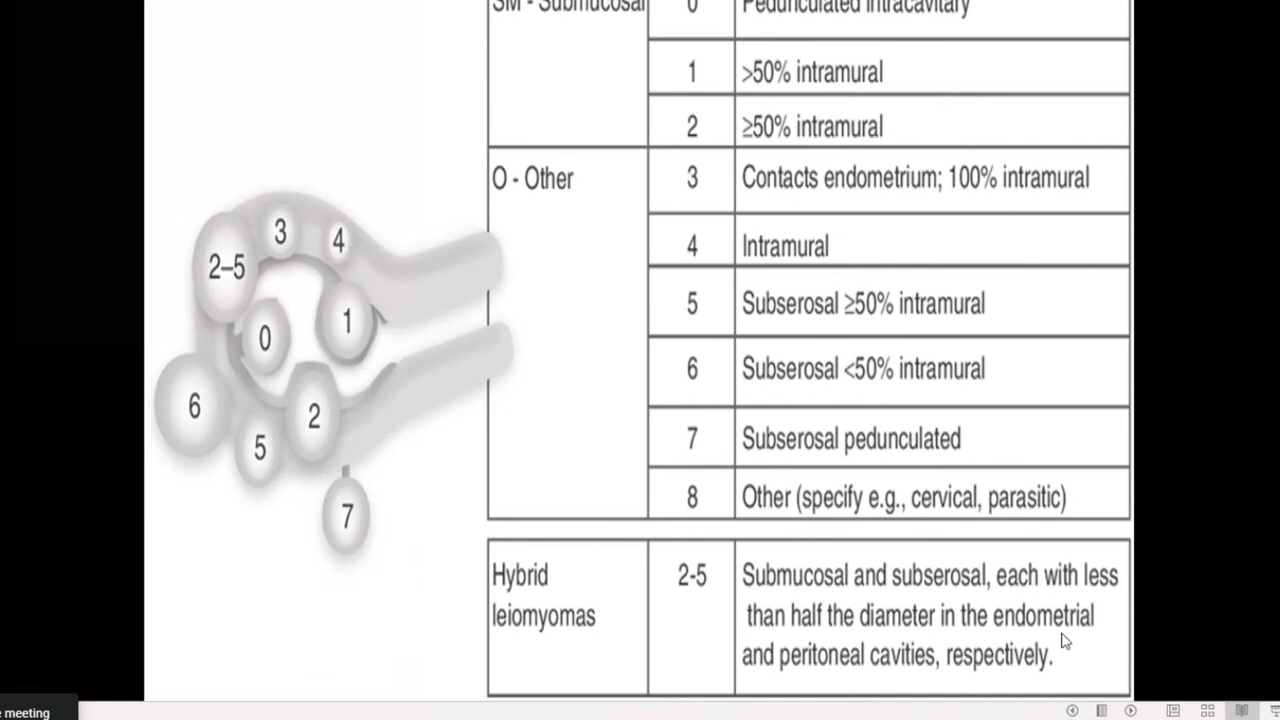 SM - Submucosal 0 Pedunculated intracavitary
1 >50% intramural
2 ≥50% intramural
O - Other 3 Contacts endometrium; 100% intramural
4 Intramural
5 Subserosal ≥50% intramural
6 Subserosal <50% intramural
7 Subserosal pedunculated
8 Other (specify e.g., cervical, parasitic)
Hybrid leiomyomas 2-5 Submucosal and subserosal, each with less
than half the diameter in the endometrial
and peritoneal cavities, respectively.
3
4
2–5
0
1
6
5
2
7
meeting